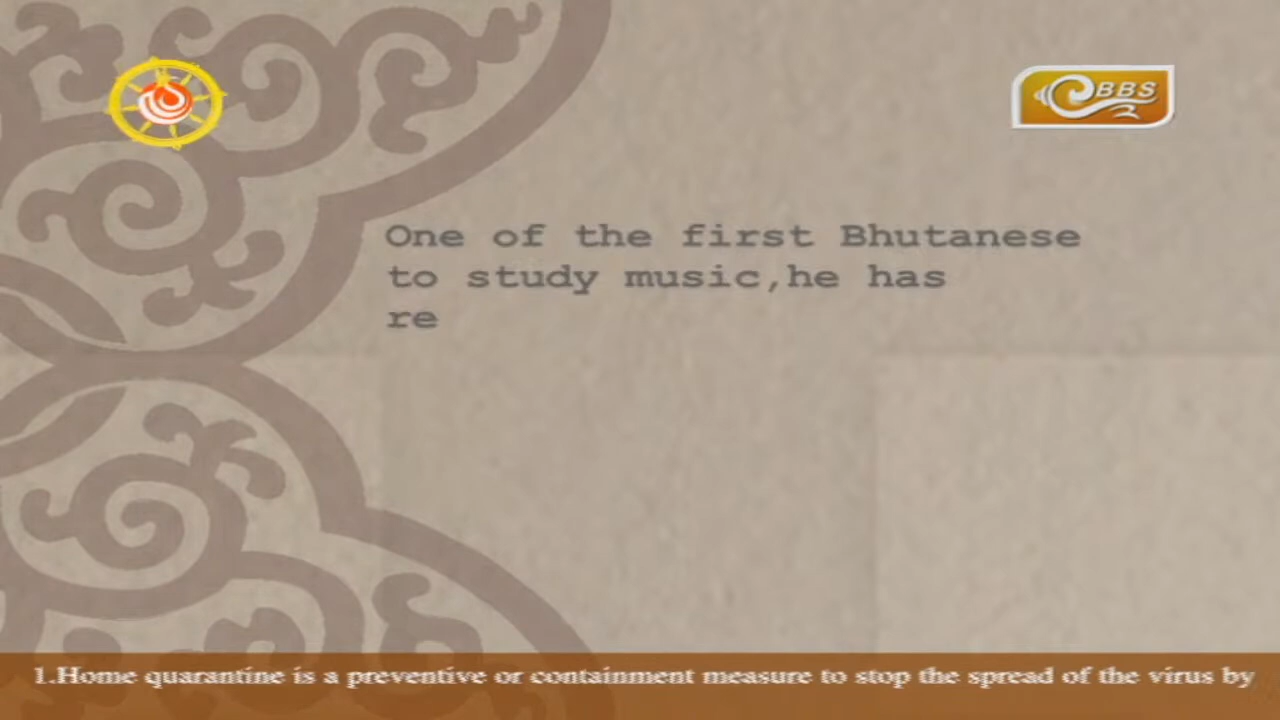 BBS
One of the first Bhutanese
to study music,he has
re
1.Home quarantine is a preventive or containment measure to stop the spread of the virus by